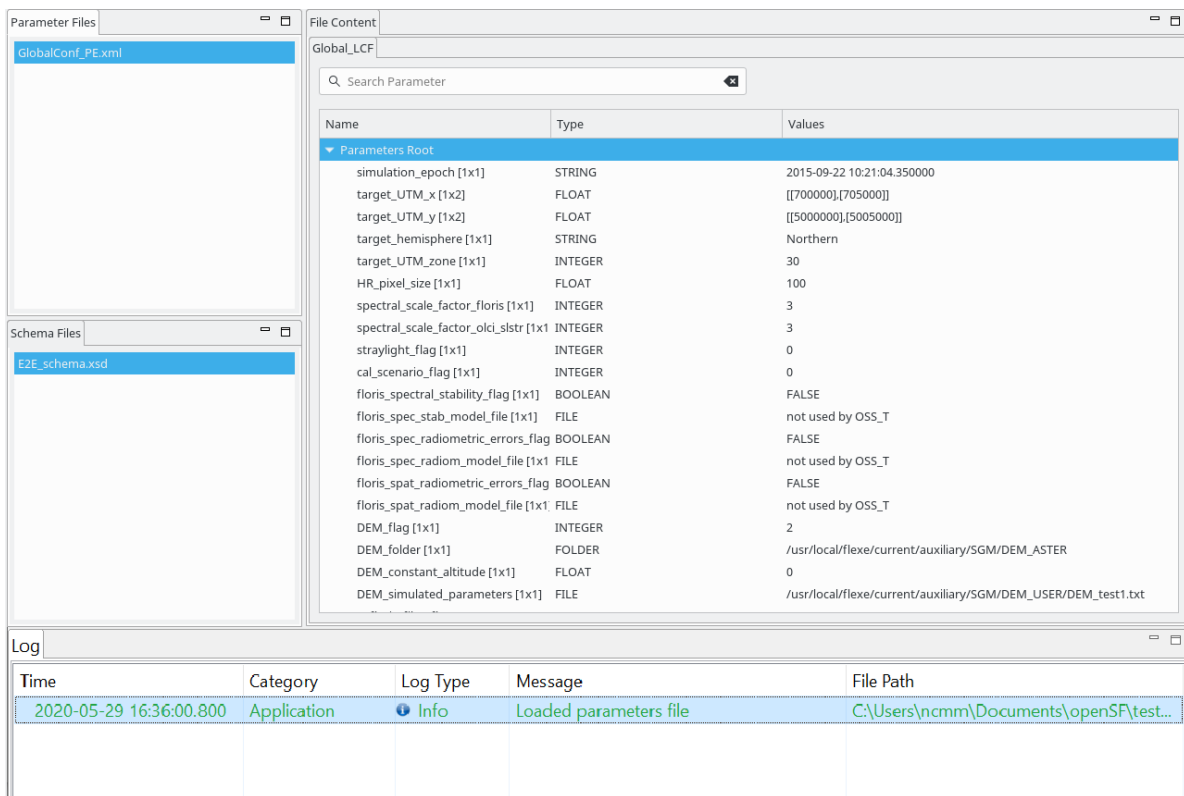 Parameter Files
GlobalConf_PE.xml
Schema Files
E2E_schema.xsd
File Content
Global_LCF
Search Parameter
Name Type Values
Parameters Root
simulation_epoch [1x1] STRING 2015-09-22 10:21:04.350000
target_UTM_x [1x2] FLOAT [[700000],[705000]]
target_UTM_y [1x2] FLOAT [[5000000],[5005000]]
target_hemisphere [1x1] STRING Northern
target_UTM_zone [1x1] INTEGER 30
HR_pixel_size [1x1] FLOAT 100
spectral_scale_factor_floris [1x1] INTEGER 3
spectral_scale_factor_olci_slstr [1x1 INTEGER 3
straylight_flag [1x1] INTEGER 0
cal_scenario_flag [1x1] INTEGER 0
floris_spectral_stability_flag [1x1] BOOLEAN FALSE
floris_spec_stab_model_file [1x1] FILE not used by OSS_T
floris_spec_radiometric_errors_flag BOOLEAN FALSE
floris_spec_radiom_model_file [1x1 FILE not used by OSS_T
floris_spat_radiometric_errors_flag BOOLEAN FALSE
floris_spat_radiom_model_file [1x1] FILE not used by OSS_T
DEM_flag [1x1] INTEGER 2
DEM_folder [1x1] FOLDER /usr/local/flexe/current/auxiliary/SGM/DEM_ASTER
DEM_constant_altitude [1x1] FLOAT 0
DEM_simulated_parameters [1x1] FILE /usr/local/flexe/current/auxiliary/SGM/DEM_USER/DEM_test1.txt
Log
Time Category Log Type Message File Path
2020-05-29 16:36:00.800 Application Info Loaded parameters file C:\Users\ncmm\Documents\openSF\test...